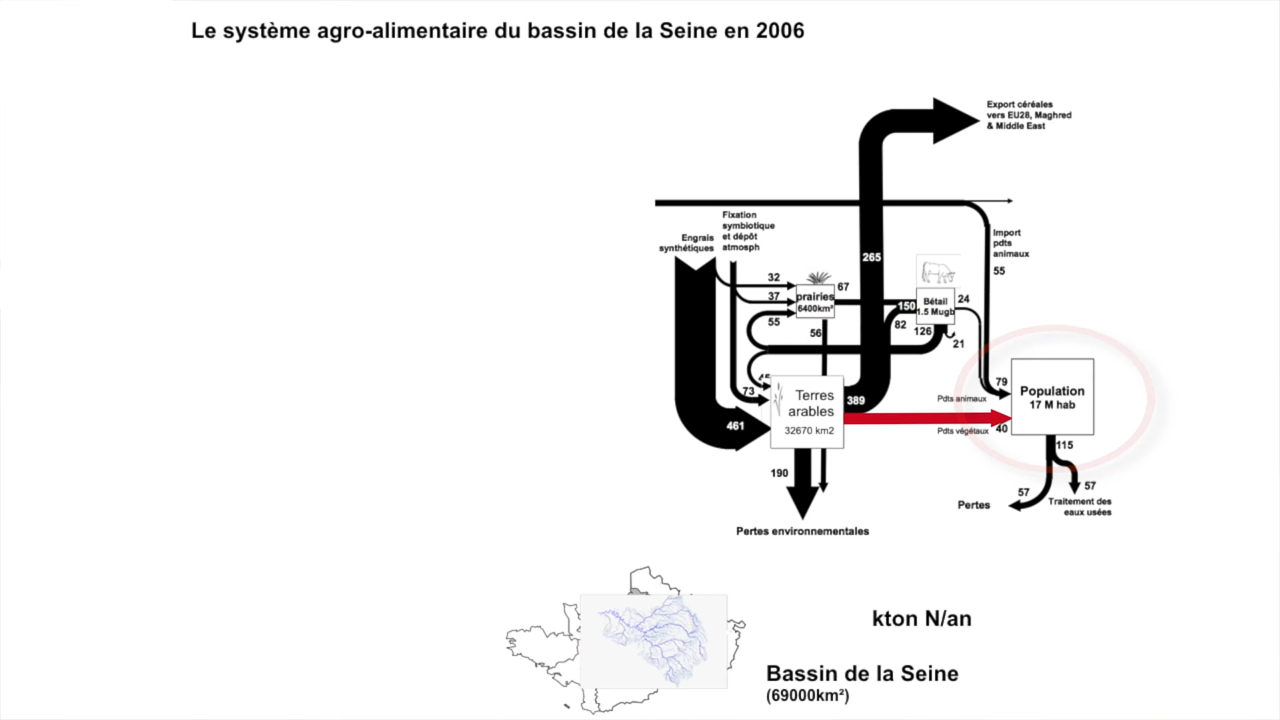 Le système agro-alimentaire du bassin de la Seine en 2006
Export céréales
vers EU28, Maghred
& Middle East
Fixation
symbiotique
et dépôt
atmosph
Engrais
synthétiques
Import
pdts
animaux
55
265
32
37
55
prairies
6400km²
67
56
150
82
Bétail
1.5 Mugb
24
126
21
73
461
Terres
arables
32670 km2
389
Pdts animaux
79
Pdts végétaux
40
Population
17 M hab
115
190
57
57
Pertes
Traitement des
eaux usées
Pertes environnementales
kton N/an
Bassin de la Seine
(69000km²)